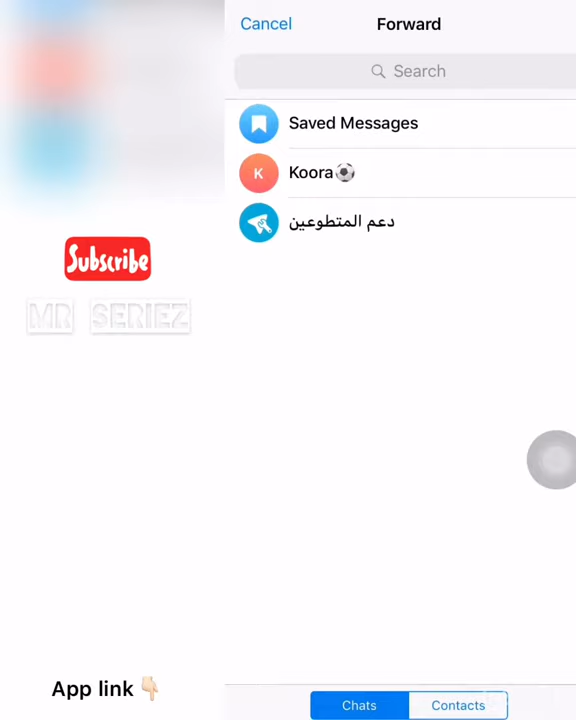 Cancel
Forward
Search
Saved Messages
K
Koora⚽
دعم المتطوعين
Subscribe
MR SERIEZ
App link 👇🏻
Chats
Contacts